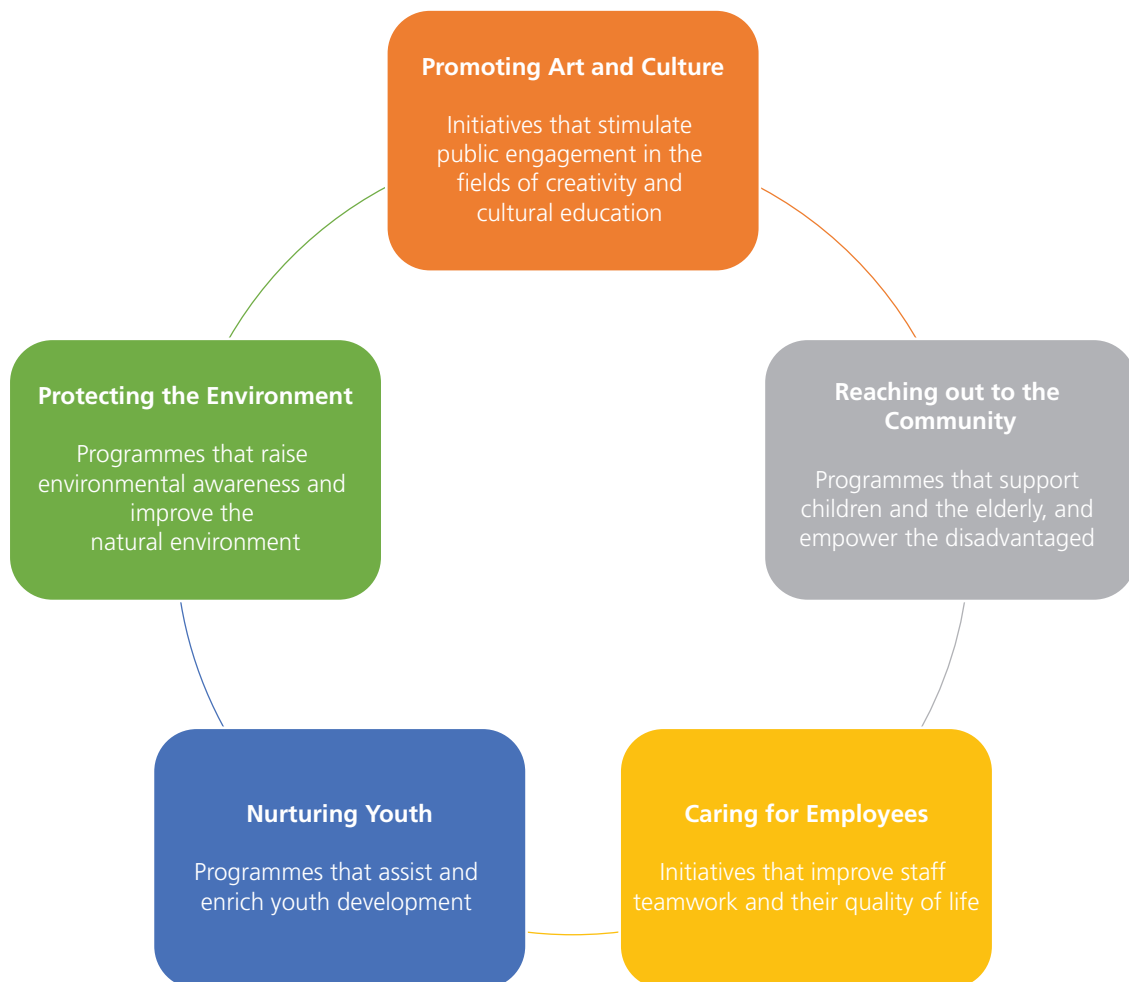 Promoting Art and Culture
Initiatives that stimulate
public engagement in the
fields of creativity and
cultural education
Protecting the Environment
Programmes that raise
environmental awareness and
improve the
natural environment
Reaching out to the
Community
Programmes that support
children and the elderly, and
empower the disadvantaged
Nurturing Youth
Programmes that assist and
enrich youth development
Caring for Employees
Initiatives that improve staff
teamwork and their quality of life